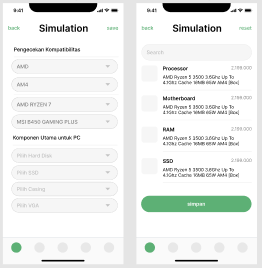 9:41
back
Simulation
save
Pengecekan Kompatibilitas
AMD
AM4
AMD RYZEN 7
MSI B450 GAMING PLUS
Komponen Utama untuk PC
Pilih Hard Disk
Pilih SSD
Pilih Casing
Pilih VGA
9:41
back
Simulation
reset
Search
Processor
2.199.000
AMD Ryzen 5 3500 3.6Ghz Up To
4.1Ghz Cache 16MB 65W AM4 [Box]
Motherboard
2.199.000
AMD Ryzen 5 3500 3.6Ghz Up To
4.1Ghz Cache 16MB 65W AM4 [Box]
RAM
2.199.000
AMD Ryzen 5 3500 3.6Ghz Up To
4.1Ghz Cache 16MB 65W AM4 [Box]
SSD
2.199.000
AMD Ryzen 5 3500 3.6Ghz Up To
4.1Ghz Cache 16MB 65W AM4 [Box]
simpan